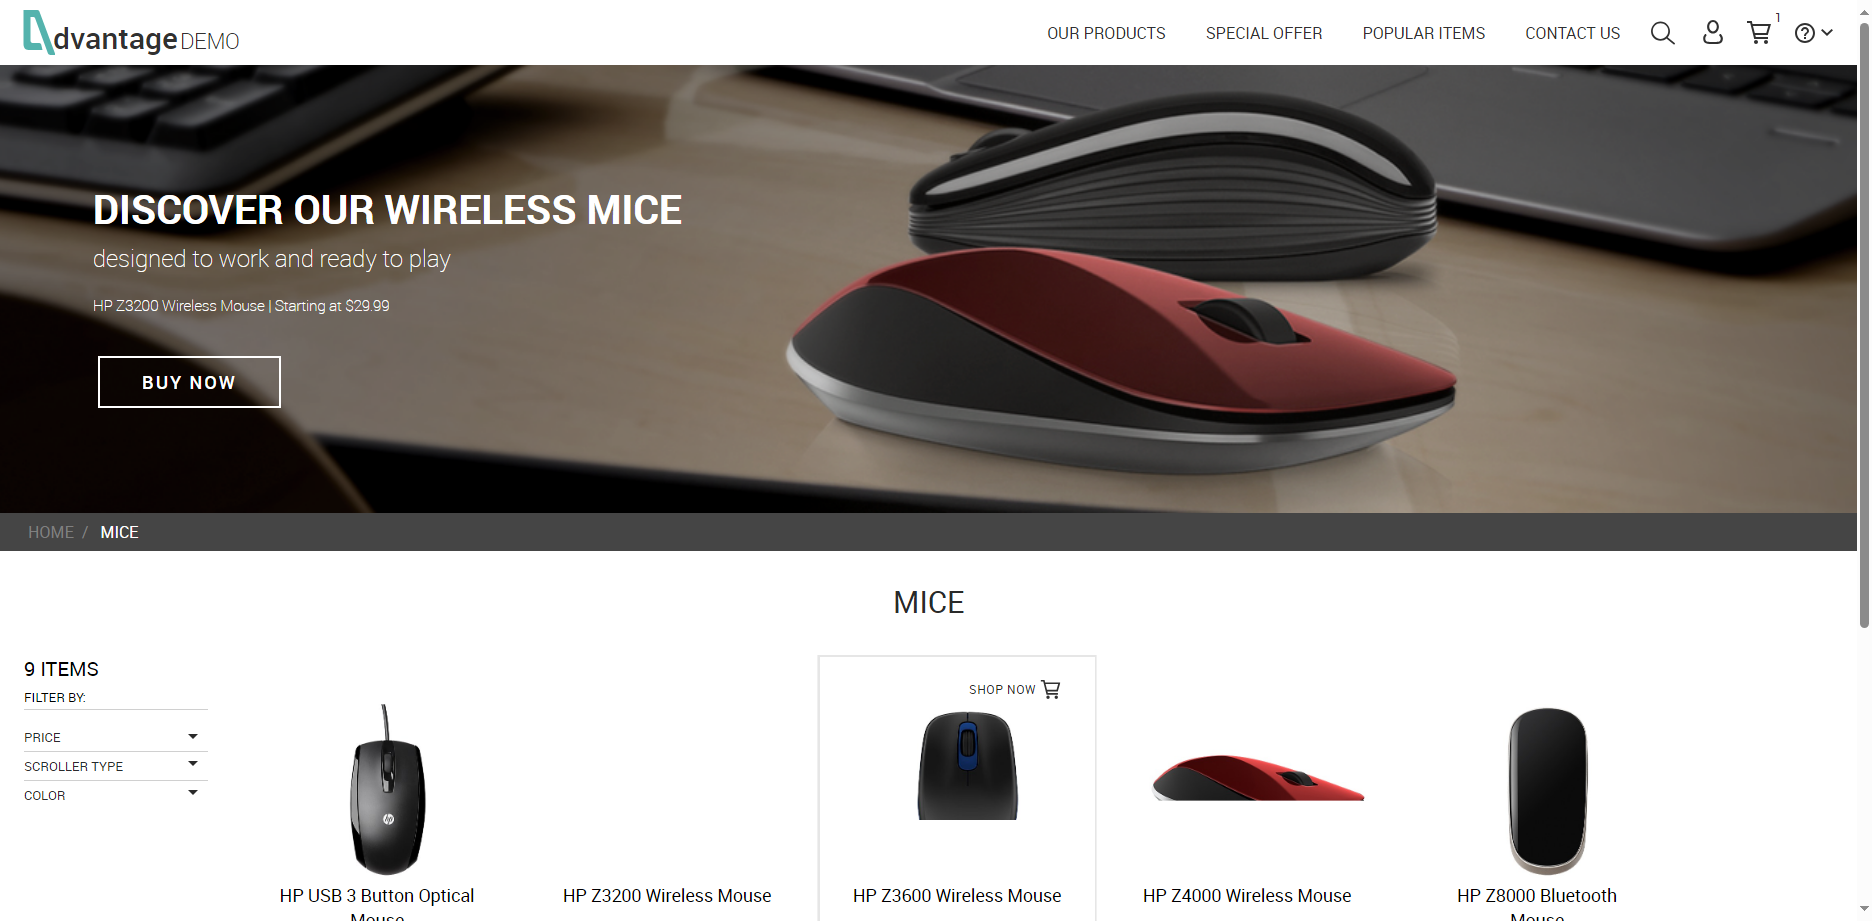 dvantage DEMO
OUR PRODUCTS
SPECIAL OFFER
POPULAR ITEMS
CONTACT US
1
?
DISCOVER OUR WIRELESS MICE
designed to work and ready to play
HP Z3200 Wireless Mouse | Starting at $29.99
BUY NOW
HOME / MICE
MICE
9 ITEMS
FILTER BY:
PRICE
SCROLLER TYPE
COLOR
SHOP NOW
hp
HP USB 3 Button Optical
Mouse
HP Z3200 Wireless Mouse
HP Z3600 Wireless Mouse
HP Z4000 Wireless Mouse
HP Z8000 Bluetooth
Mouse